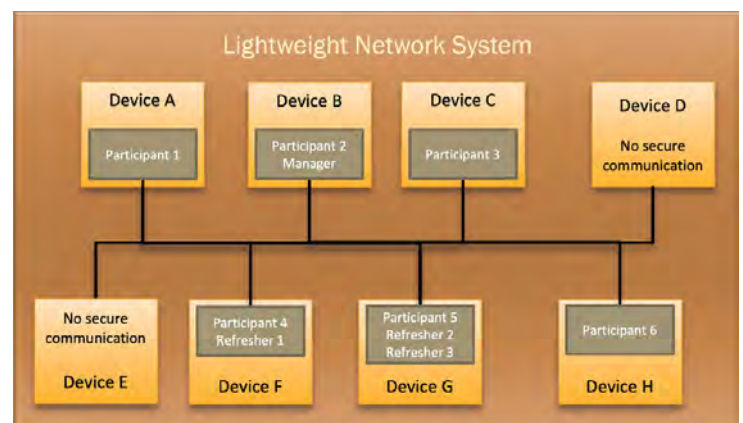 Lightweight Network System
Device A
Participant 1
Device B
Participant 2
Manager
Device C
Participant 3
Device D
No secure
communication
No secure
communication
Device E
Participant 4
Refresher 1
Device F
Participant 5
Refresher 2
Refresher 3
Device G
Participant 6
Device H